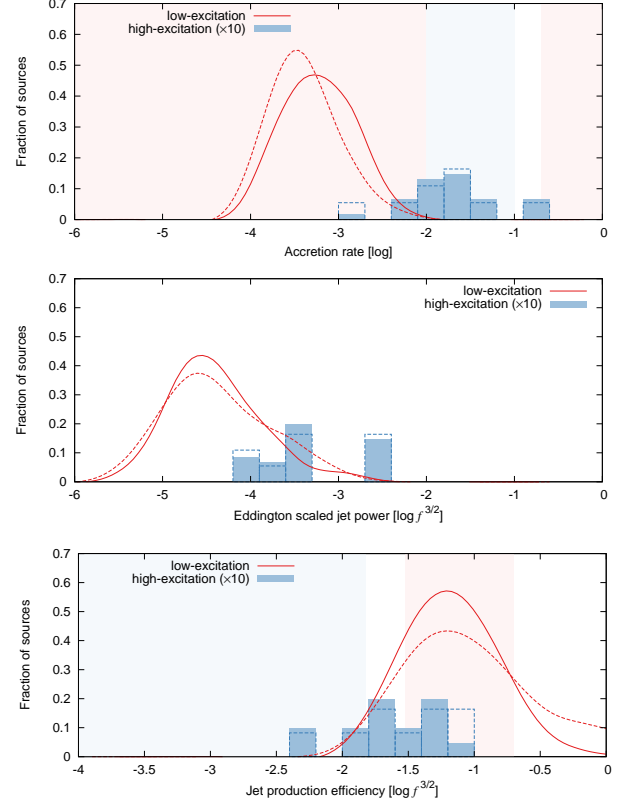 0.7
0.6
0.5
0.4
0.3
0.2
0.1
0
Fraction of sources
low-excitation
high-excitation (×10)
-6 -5 -4 -3 -2 -1 0
Accretion rate [log]
0.7
0.6
0.5
0.4
0.3
0.2
0.1
0
Fraction of sources
low-excitation
high-excitation (×10)
-6 -5 -4 -3 -2 -1 0
Eddington scaled jet power [log f^3/2]
0.7
0.6
0.5
0.4
0.3
0.2
0.1
0
Fraction of sources
low-excitation
high-excitation (×10)
-4 -3.5 -3 -2.5 -2 -1.5 -1 -0.5 0
Jet production efficiency [log f^3/2]